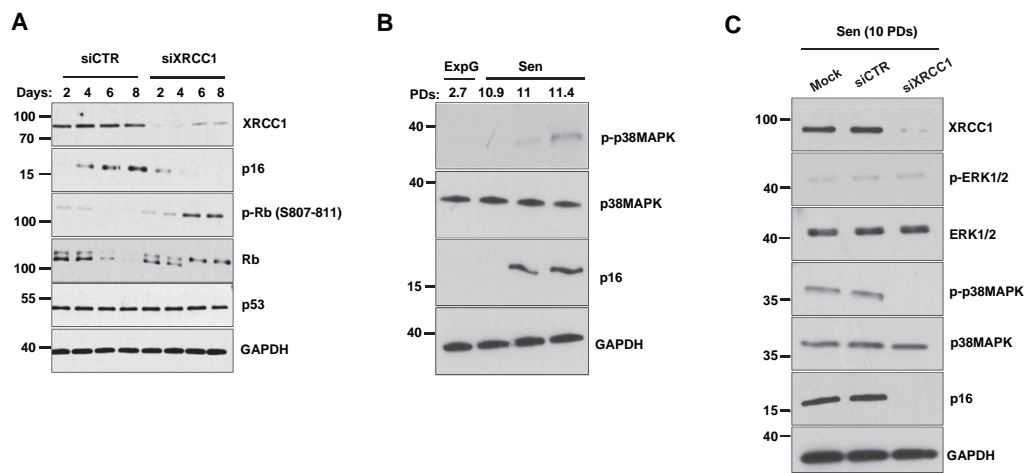 A
siCTR siXRCC1
Days: 2 4 6 8 2 4 6 8
100
70
XRCC1
15
p16
100
p-Rb (S807-811)
100
Rb
55
p53
40
GAPDH
B
ExpG Sen
PDs: 2.7 10.9 11 11.4
40
p-p38MAPK
40
p38MAPK
15
p16
40
GAPDH
C
Sen (10 PDs)
Mock siCTR siXRCC1
100
XRCC1
40
p-ERK1/2
40
ERK1/2
35
p-p38MAPK
35
p38MAPK
15
p16
40
GAPDH